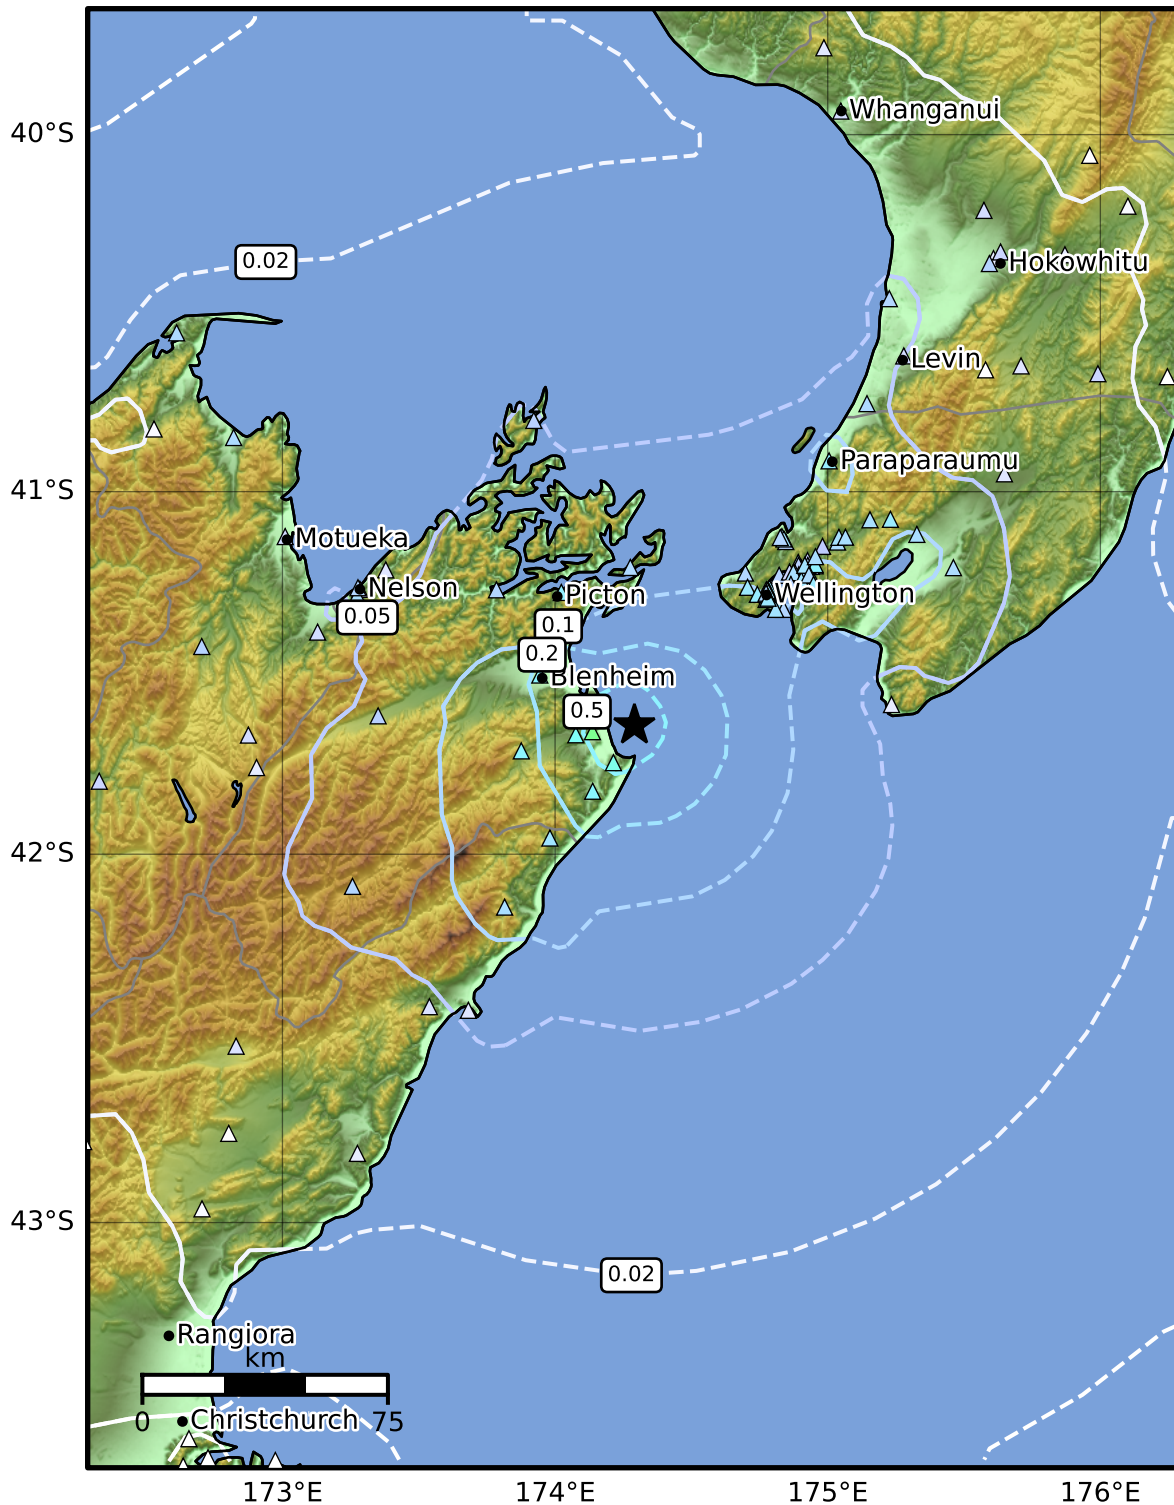 Whanganui
40°S
0.02
Hokowhitu
Levin
Paraparaumu
41°S
Motueka
Nelson
Picton
Wellington
0.05
0.1
0.2
Blenheim
0.5
42°S
43°S
0.02
Rangiora
km
0
75
Christchurch
173°E
174°E
175°E
176°E